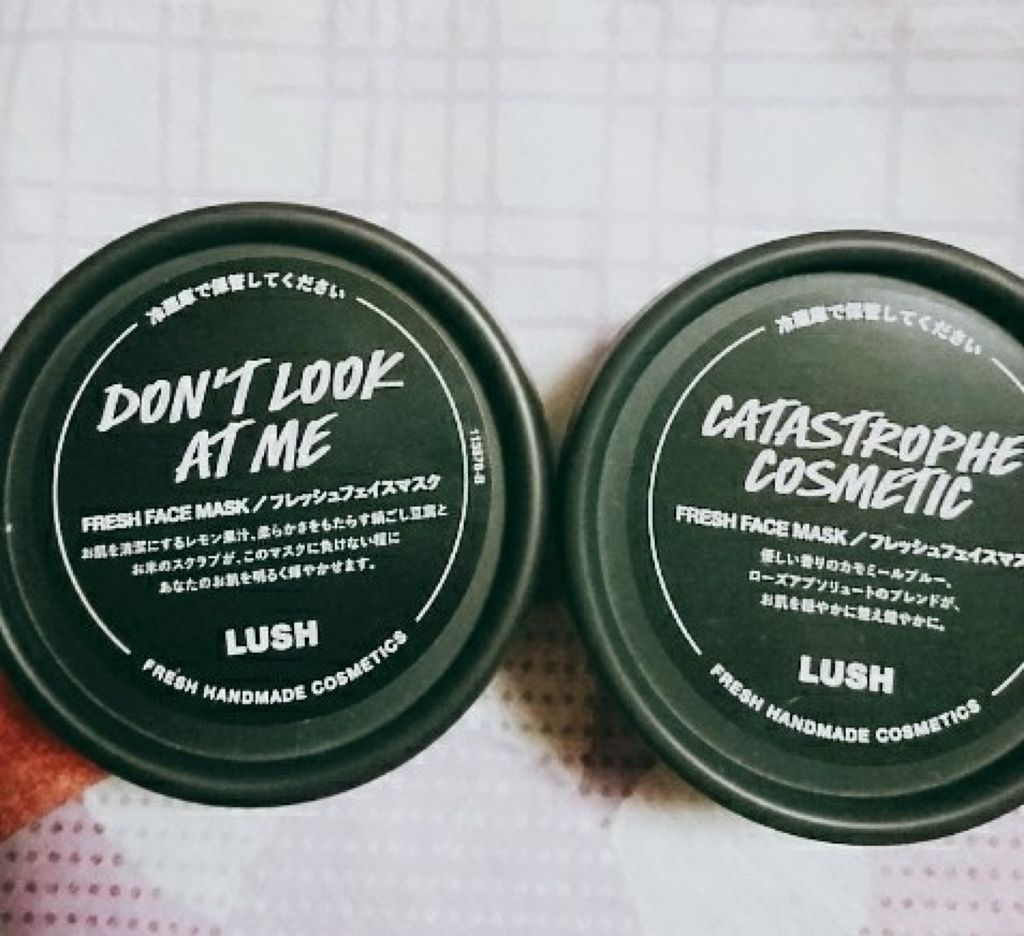 冷蔵庫で保管してください
DON'T LOOK
AT ME
FRESH FACE MASK／フレッシュフェイスマスク
お肌を清潔にするレモン果汁、柔らかさをもたらす絹ごし豆腐と
お米のスクラブが、このマスクに負けない程に
あなたのお肌を明るく輝やかせます。
LUSH
FRESH HANDMADE COSMETICS
冷蔵庫で保管してください
CATASTROPHE
COSMETIC
FRESH FACE MASK／フレッシュフェイスマス
優しい香りのカモミールブルー、
ローズアブソリュートのブレンドが、
お肌を穏やかに整え健やかに。
LUSH
FRESH HANDMADE COSMETICS